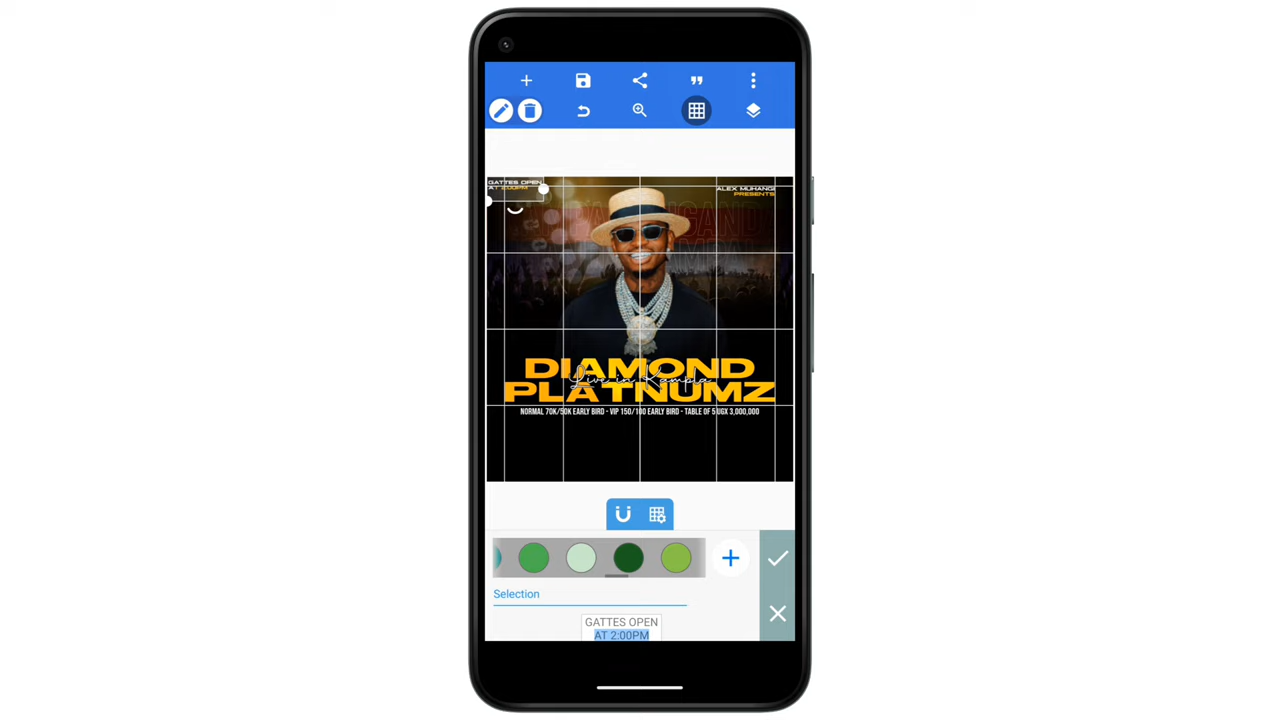 GATTES OPEN
AT 2:00PM
ALEX MUHANGI
PRESENTS
DIAMOND
Live in Kampla
PLATNUMZ
NORMAL 70K/50K EARLY BIRD - VIP 150/100 EARLY BIRD - TABLE OF 5 UGX 3,000,000
Selection
GATTES OPEN
AT 2:00PM